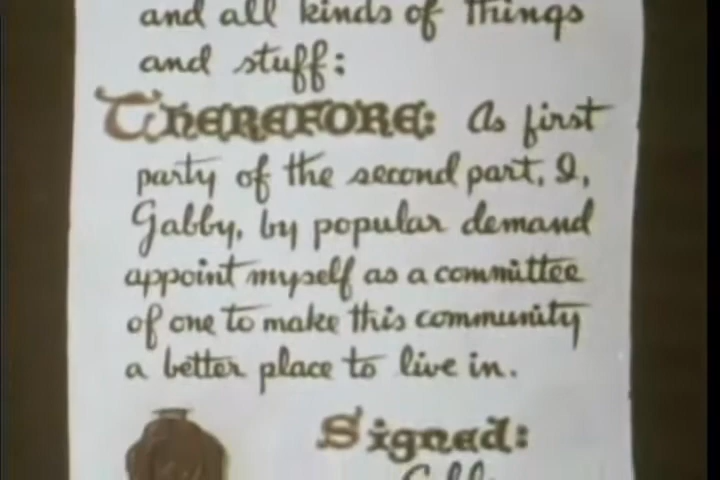 and all kinds of things
and stuff:
THEREFORE: As first
party of the second part, I,
Gabby, by popular demand
appoint myself as a committee
of one to make this community
a better place to live in.
Signed: